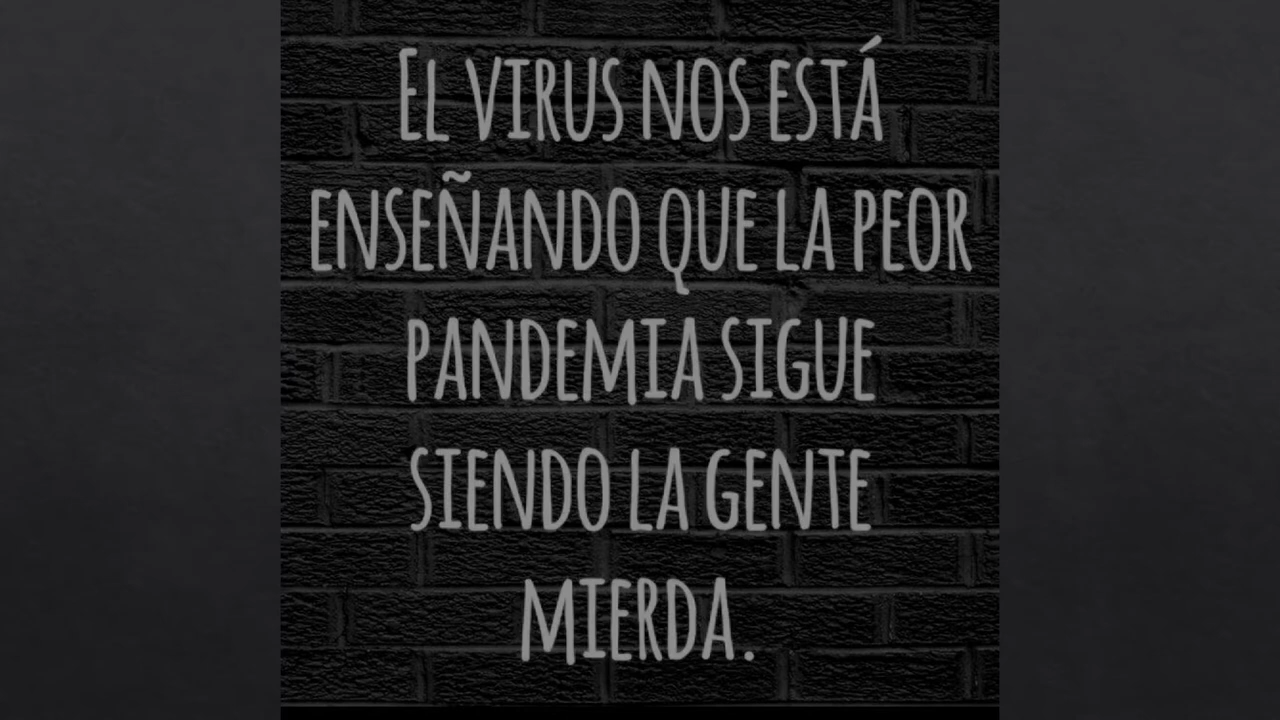 El virus nos está
enseñando que la peor
pandemia sigue
siendo la gente
mierda.